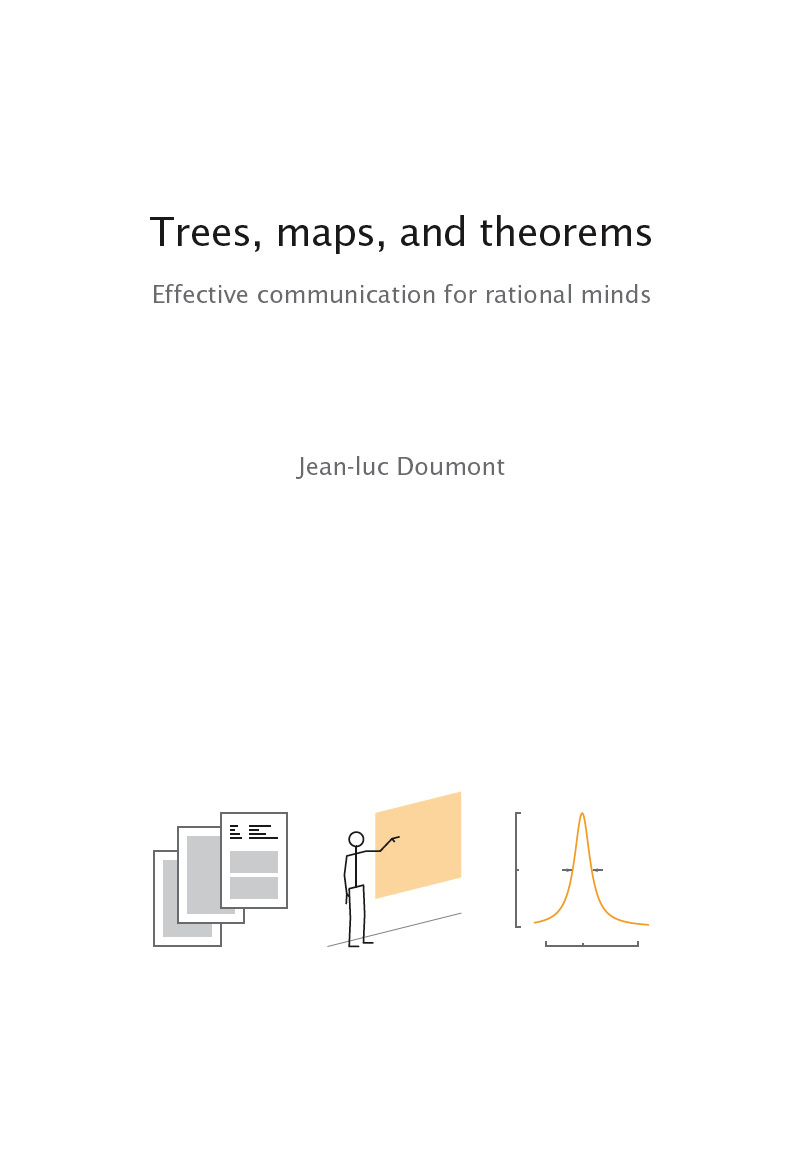 Trees, maps, and theorems
Effective communication for rational minds
Jean-luc Doumont